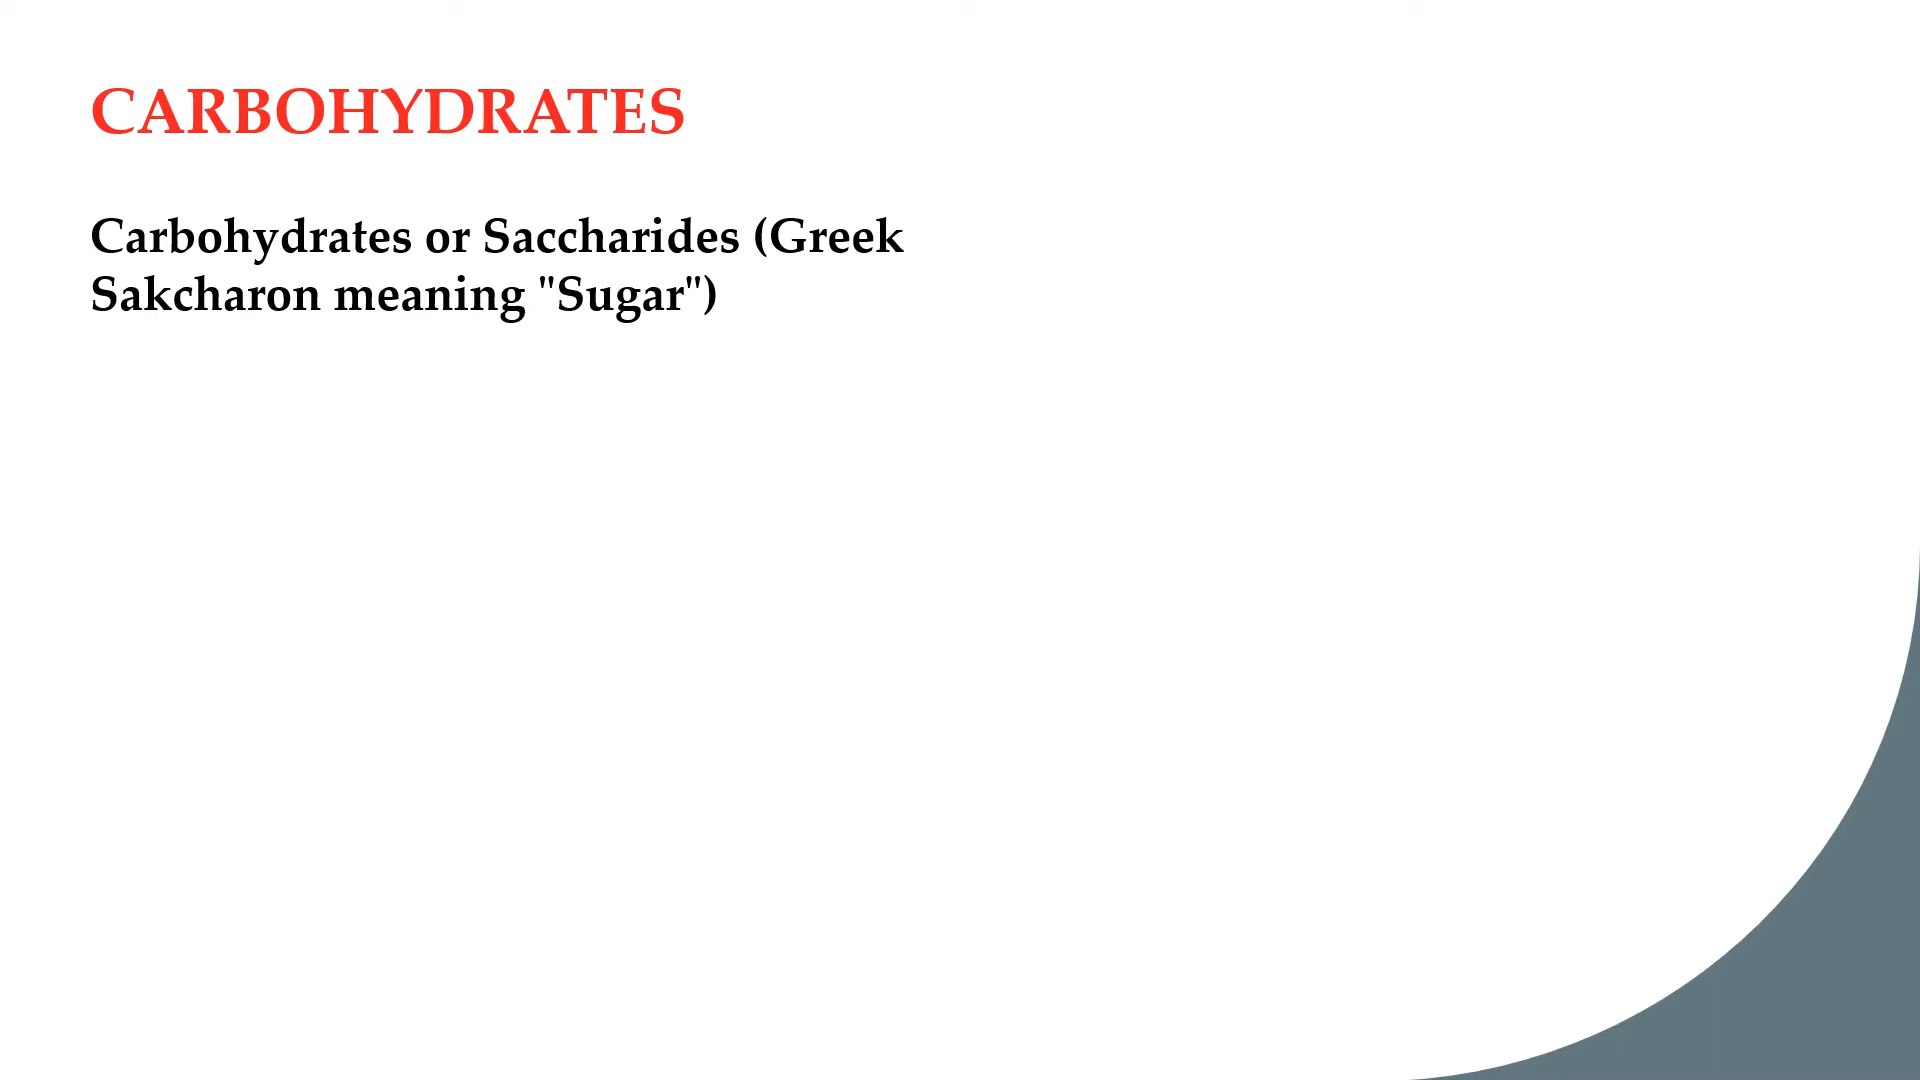 CARBOHYDRATES
Carbohydrates or Saccharides (Greek
Sakcharon meaning "Sugar")